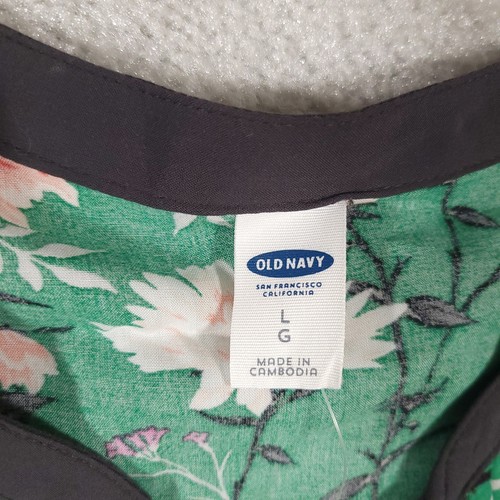 OLD NAVY
SAN FRANCISCO
CALIFORNIA
L
G
MADE IN
CAMBODIA